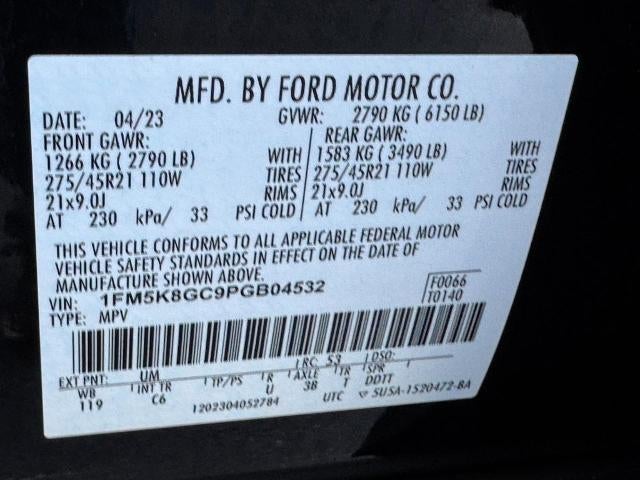 MFD. BY FORD MOTOR CO.
DATE: 04/23 GVWR: 2790 KG ( 6150 LB)
FRONT GAWR: REAR GAWR:
1266 KG ( 2790 LB) WITH 1583 KG ( 3490 LB) WITH
275/45R21 110W TIRES 275/45R21 110W TIRES
21x9.0J RIMS 21x9.0J RIMS
AT 230 kPa/ 33 PSI COLD AT 230 kPa/ 33 PSI COLD
THIS VEHICLE CONFORMS TO ALL APPLICABLE FEDERAL MOTOR
VEHICLE SAFETY STANDARDS IN EFFECT ON THE DATE OF
MANUFACTURE SHOWN ABOVE.
VIN: 1FM5K8GC9PGB04532 F0066
TYPE: MPV T0140
EXT PNT: UM RC: 53 DSO:
WB INT TR TP/PS R AXLE TR SPR
119 C6 U 3B T DDTT
1202304052784 UTC ▽ SU5A-1520472-BA